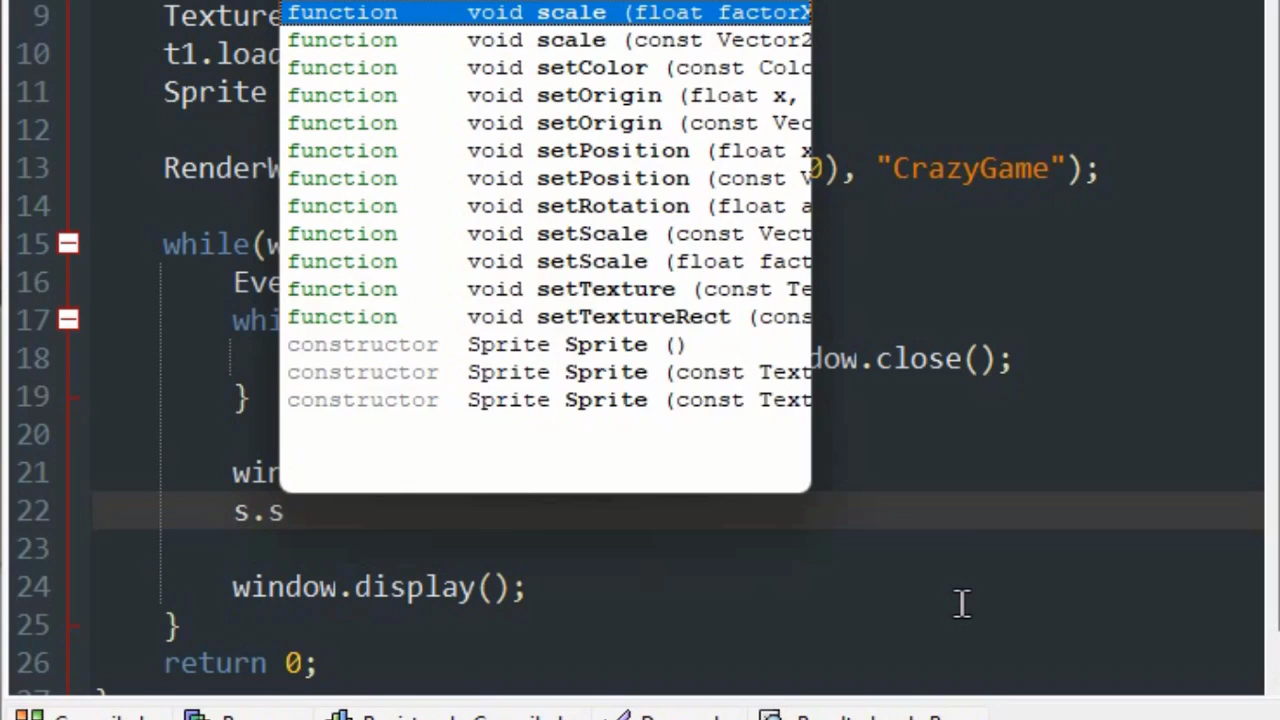 9 Texture
10 t1.load
11 Sprite
12
13 RenderW 0), "CrazyGame");
14
15 while(w
16 Eve
17 whi
18 dow.close();
19 }
20
21 win
22 s.s
23
24 window.display();
25 }
26 return 0;
27 }
function void scale (float factorX
function void scale (const Vector2
function void setColor (const Colo
function void setOrigin (float x,
function void setOrigin (const Vec
function void setPosition (float x
function void setPosition (const V
function void setRotation (float a
function void setScale (const Vect
function void setScale (float fact
function void setTexture (const Te
function void setTextureRect (cons
constructor Sprite Sprite ()
constructor Sprite Sprite (const Text
constructor Sprite Sprite (const Text